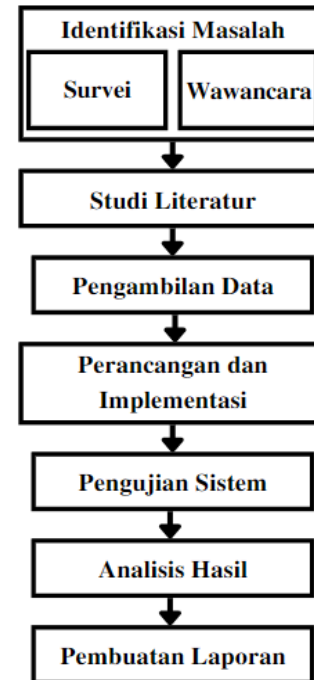 Identifikasi Masalah
Survei
Wawancara
Studi Literatur
Pengambilan Data
Perancangan dan
Implementasi
Pengujian Sistem
Analisis Hasil
Pembuatan Laporan